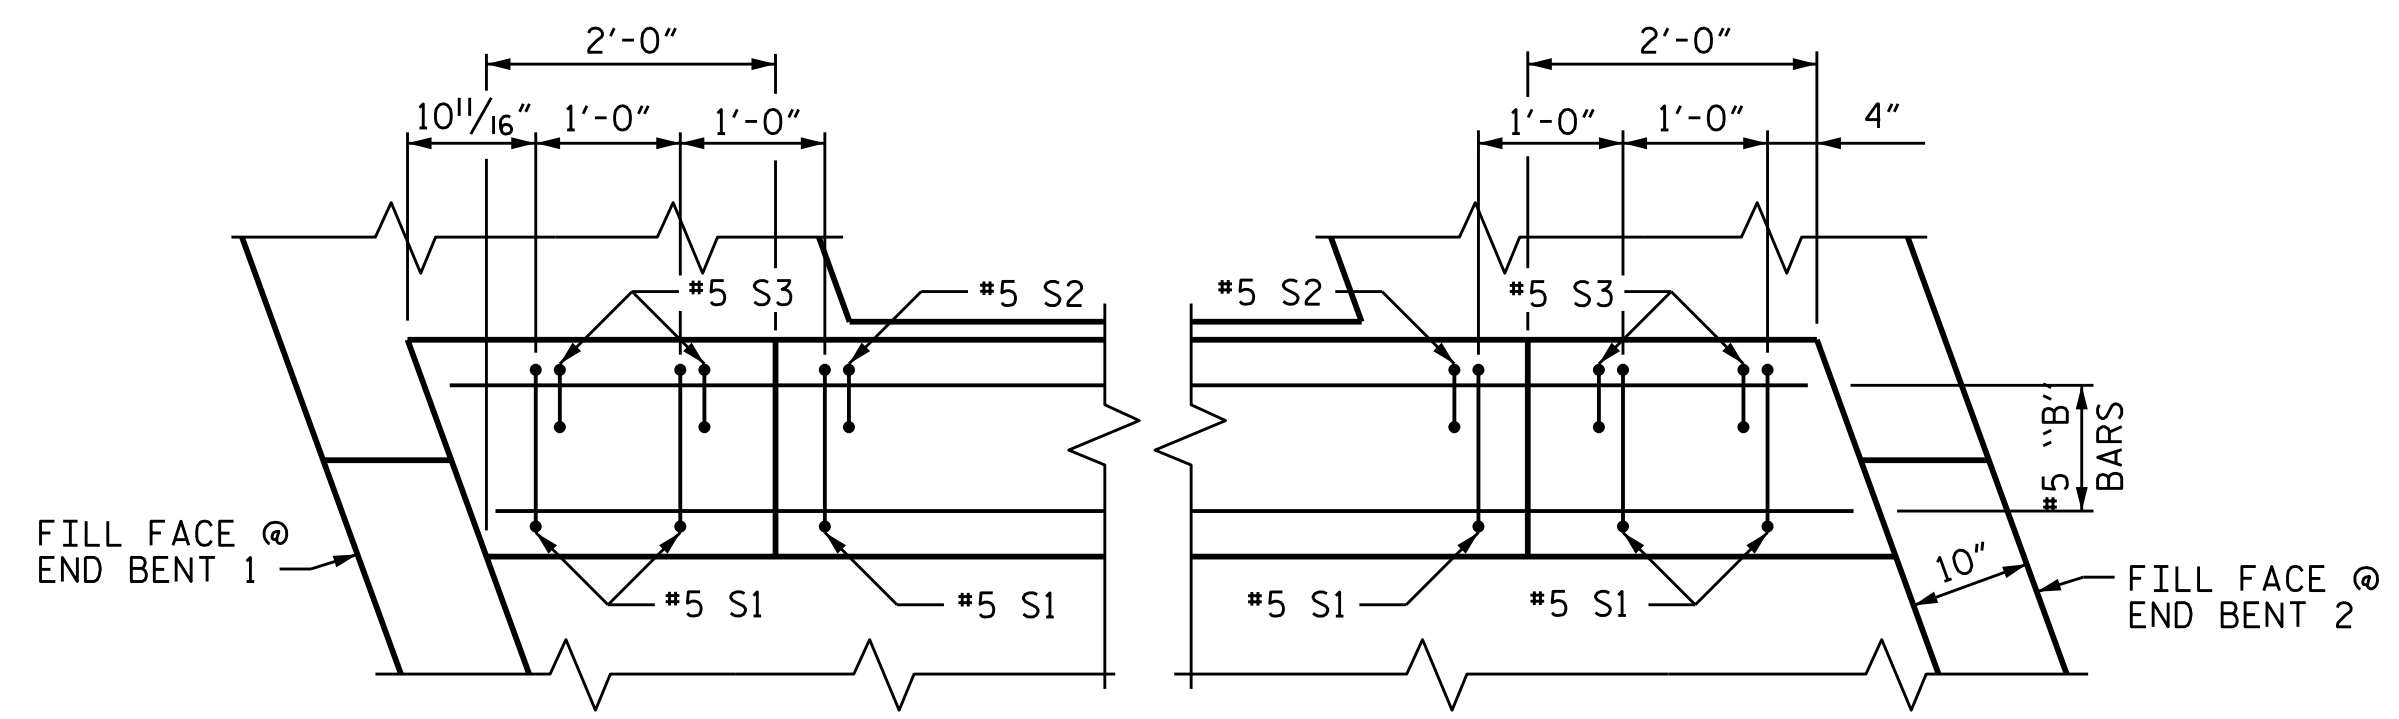 2'-0"
2'-0"
10 11/16"
1'-0"
1'-0"
1'-0"
1'-0"
4"
#5 S3
#5 S2
#5 S2
#5 S3
#5 "B"
BARS
FILL FACE @
END BENT 1
10"
FILL FACE @
END BENT 2
#5 S1
#5 S1
#5 S1
#5 S1